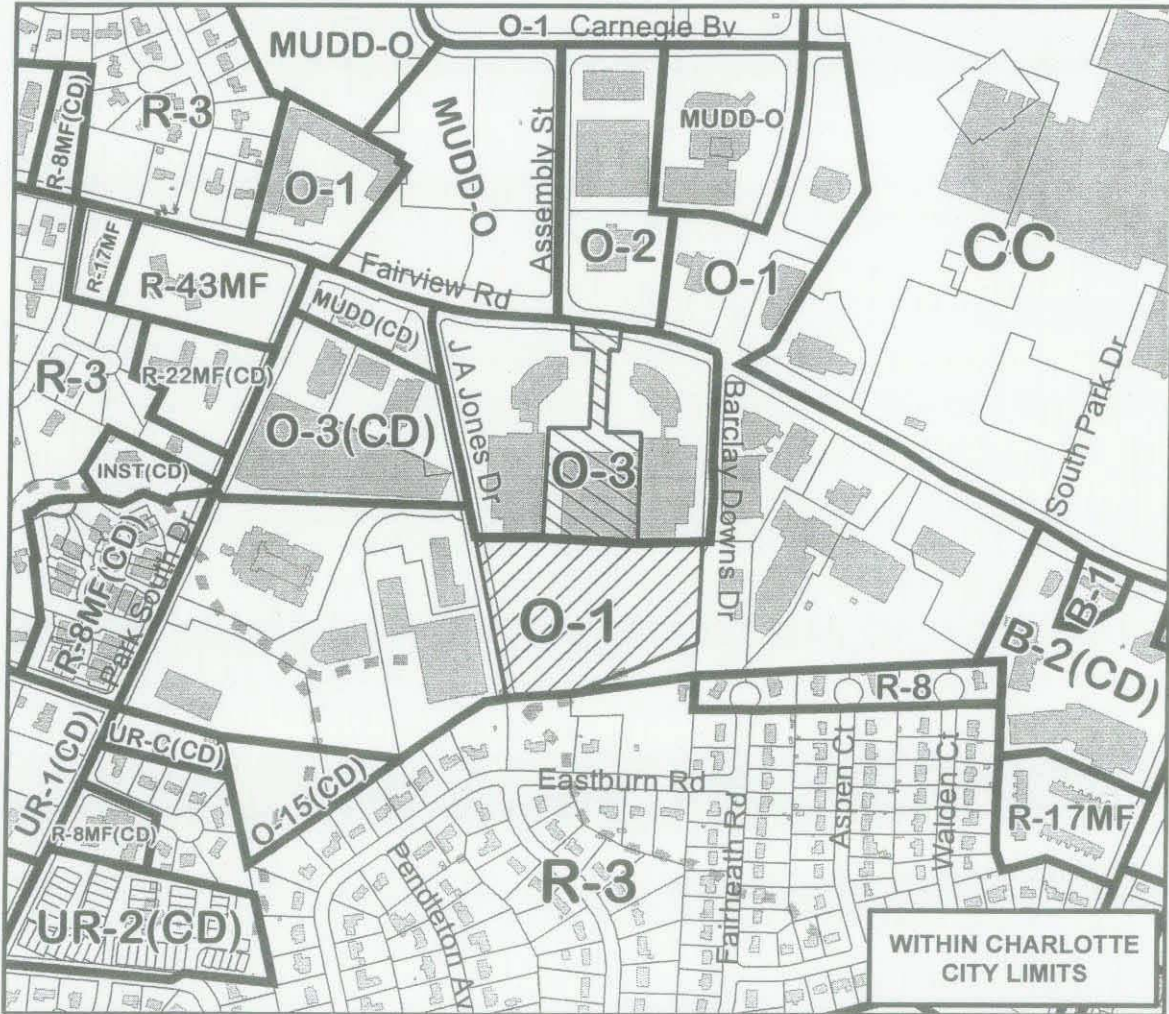 O-1 Carnegie Bv
MUDD-O
R-3
R-8MF(CD)
MUDD-O
Assembly St
MUDD-O
O-1
O-2
O-1
CC
R-17MF
R-43MF
Fairview Rd
MUDD(CD)
R-3
R-22MF(CD)
O-3(CD)
J A Jones Dr
O-3
Barclay Downs Dr
South Park Dr
INST(CD)
R-8MF(CD)
Park South Dr
O-1
B-1
B-2(CD)
R-8
UR-1(CD)
UR-C(CD)
O-15(CD)
Eastburn Rd
Fairheath Rd
Aspen Ct
Walden Ct
R-17MF
R-8MF(CD)
UR-2(CD)
Pendleton Av
R-3
WITHIN CHARLOTTE
CITY LIMITS